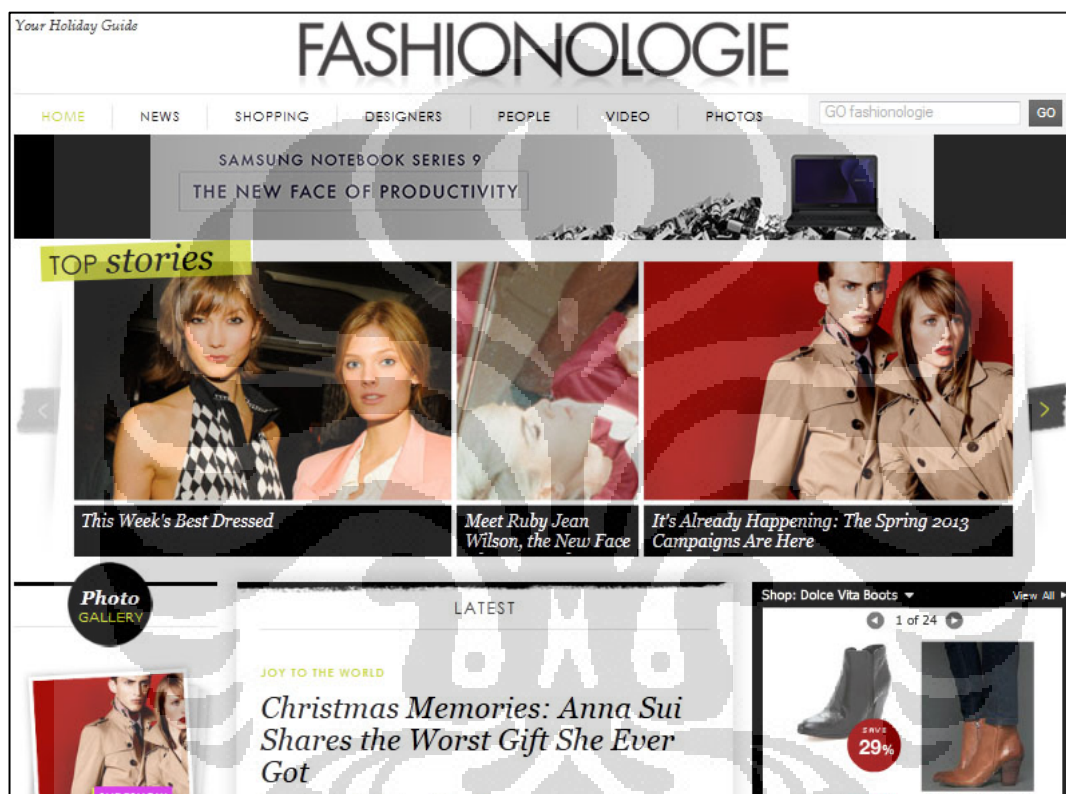 Your Holiday Guide
FASHIONOLOGIE
HOME NEWS SHOPPING DESIGNERS PEOPLE VIDEO PHOTOS GO fashionologie GO
SAMSUNG NOTEBOOK SERIES 9
THE NEW FACE OF PRODUCTIVITY
TOP stories
This Week's Best Dressed
Meet Ruby Jean
Wilson, the New Face
It's Already Happening: The Spring 2013
Campaigns Are Here
Photo
GALLERY
LATEST
JOY TO THE WORLD
Christmas Memories: Anna Sui
Shares the Worst Gift She Ever
Got
Shop: Dolce Vita Boots View All
1 of 24
SAVE
29%